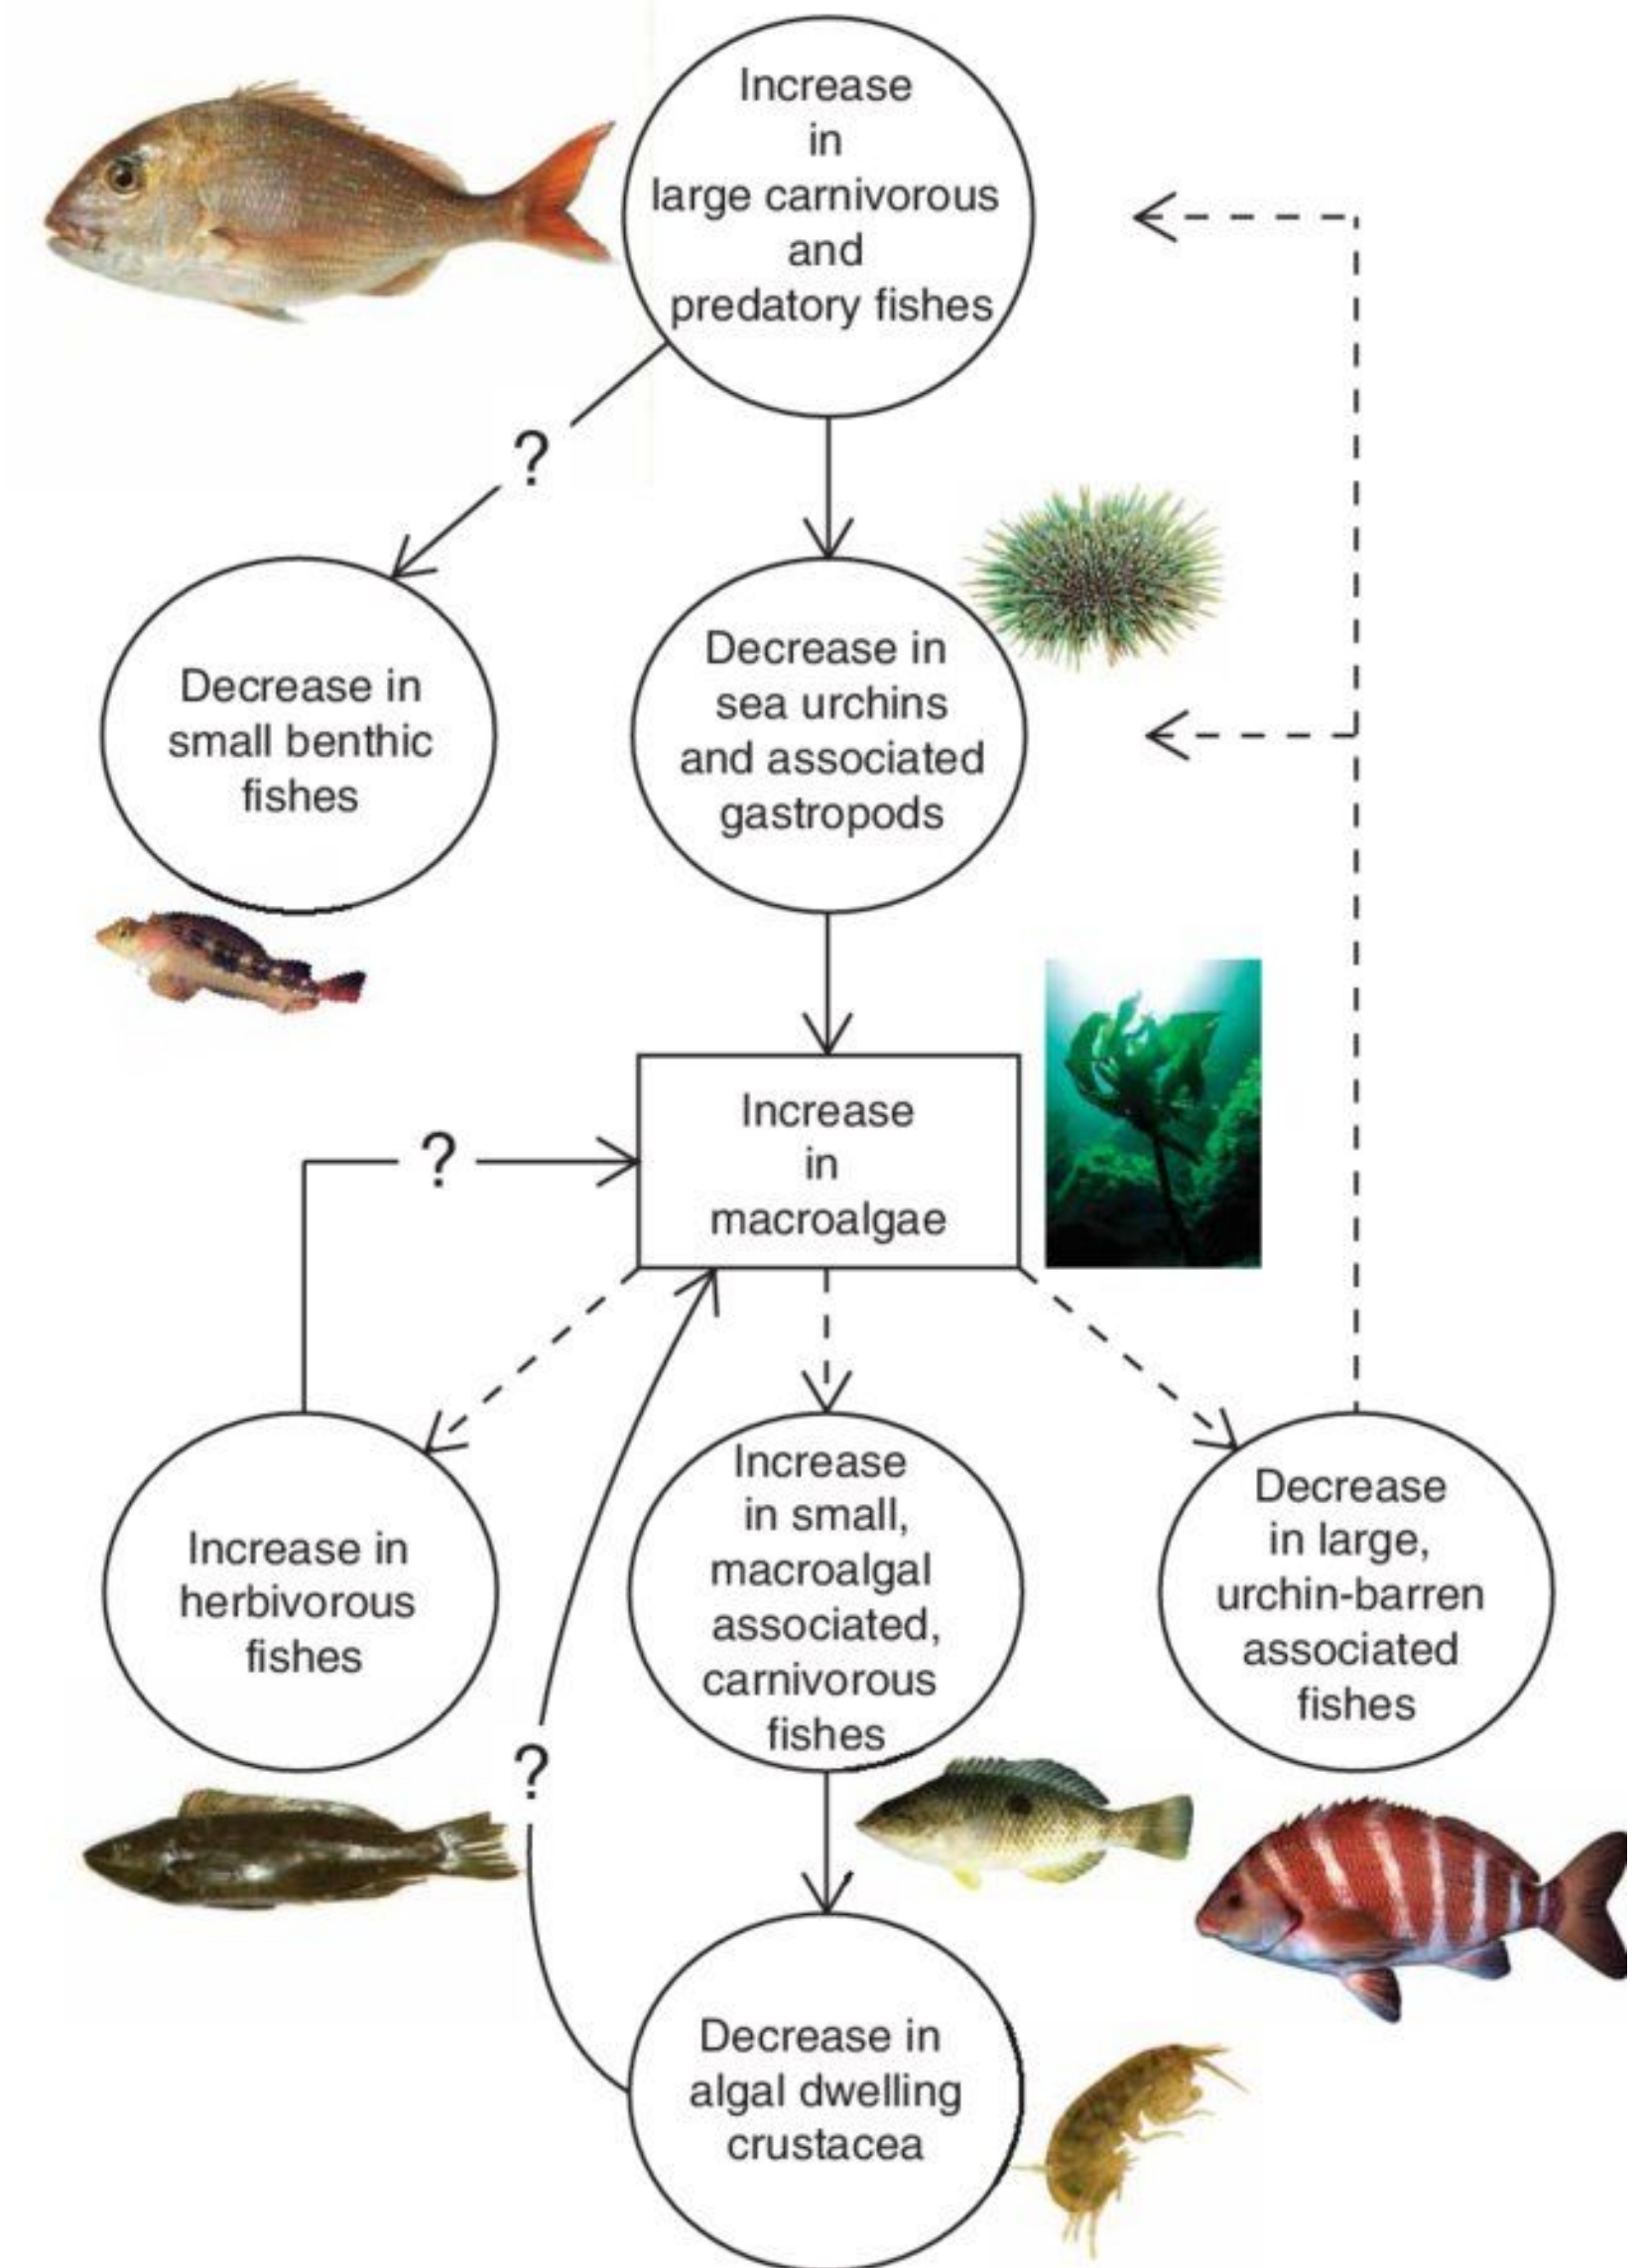 Increase
in
large carnivorous
and
predatory fishes
?
Decrease in
small benthic
fishes
Decrease in
sea urchins
and associated
gastropods
Increase
in
macroalgae
?
Increase in
herbivorous
fishes
Increase
in small,
macroalgal
associated,
carnivorous
fishes
Decrease
in large,
urchin-barren
associated
fishes
?
Decrease in
algal dwelling
crustacea